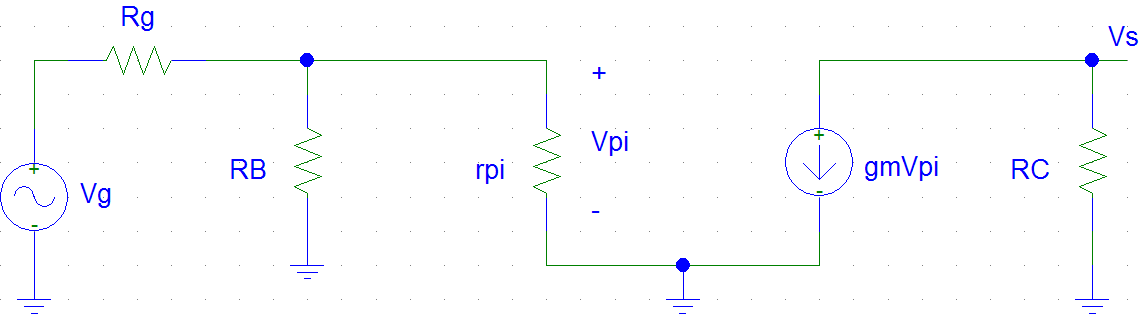 Rg
Vs
+
Vpi
-
RB
rpi
gmVpi
RC
+
Vg
-
+
-